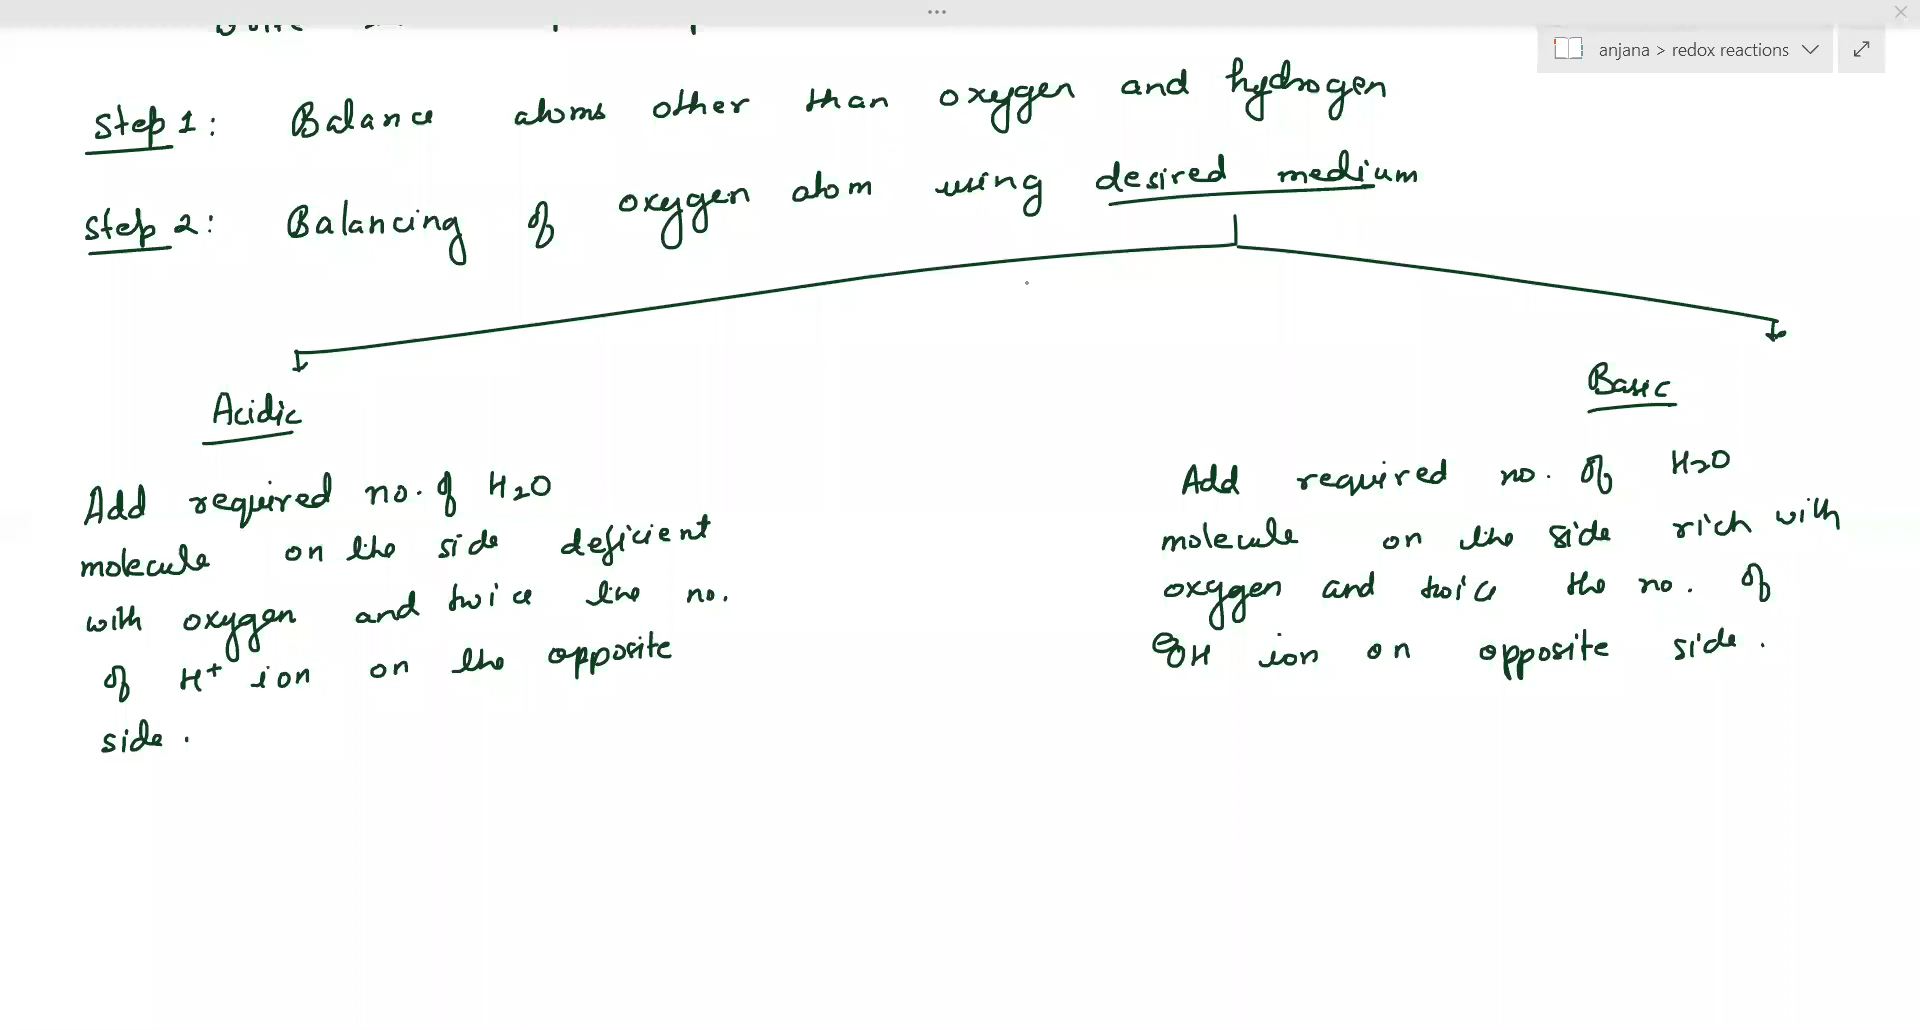 anjana > redox reactions
Step 1: Balance atoms other than oxygen and hydrogen
Step 2: Balancing of oxygen atom using desired medium
Acidic
Add required no. of H2O
molecule on the side deficient
with oxygen and twice the no.
of H+ ion on the opposite
side.
Basic
Add required no. of H2O
molecule on the side rich with
oxygen and twice the no. of
OH ion on opposite side.